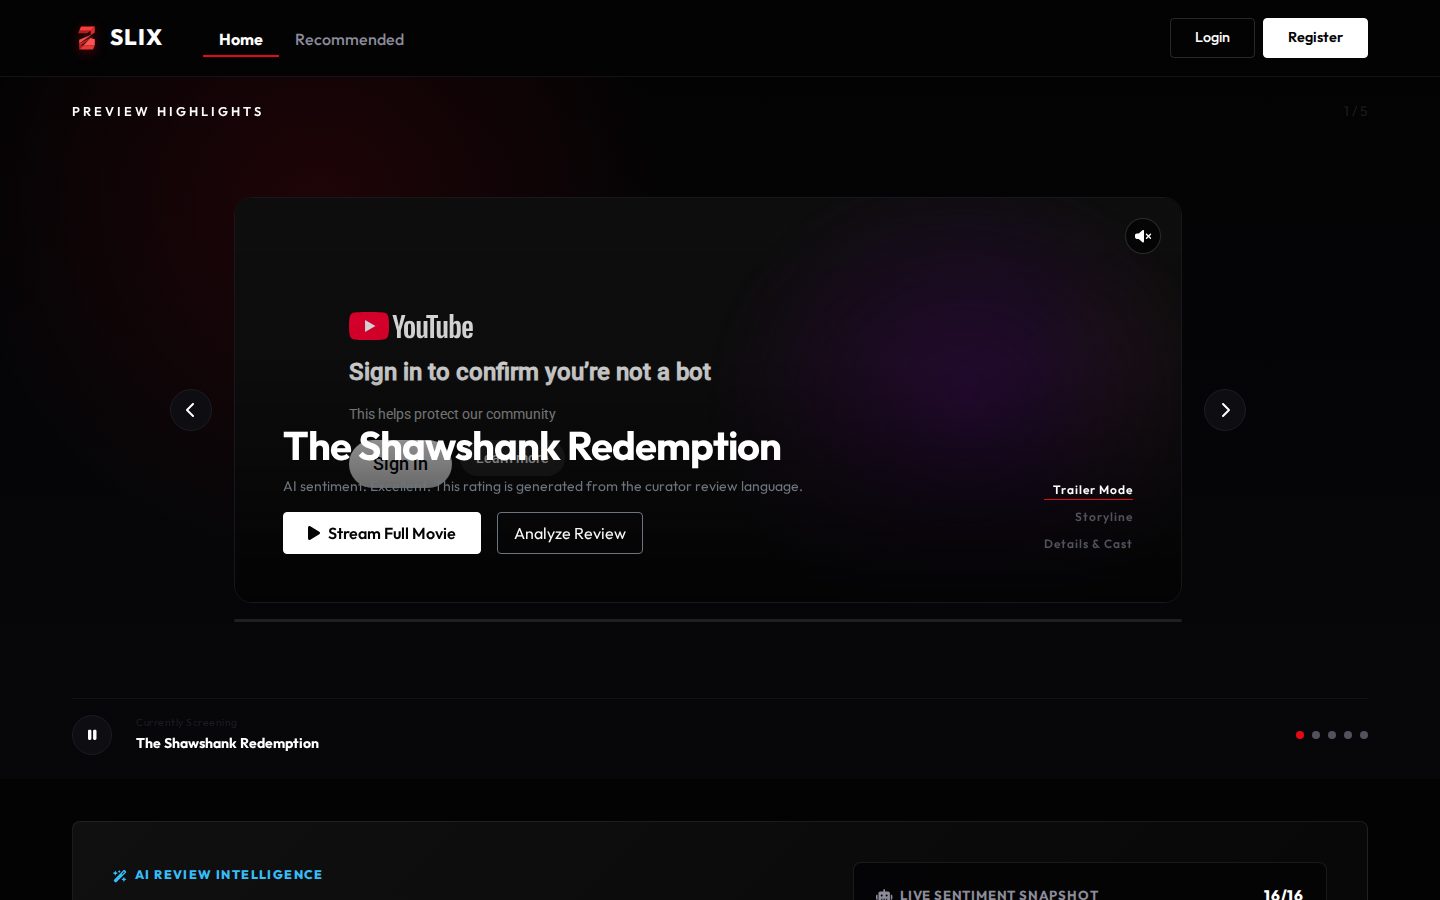 SLIX
Home
Recommended
Login
Register
PREVIEW HIGHLIGHTS
1 / 5
YouTube
Sign in to confirm you’re not a bot
This helps protect our community
The Shawshank Redemption
Sign in
Learn more
AI sentiment: Excellent. This rating is generated from the curator review language.
Stream Full Movie
Analyze Review
Trailer Mode
Storyline
Details & Cast
Currently Screening
The Shawshank Redemption
AI REVIEW INTELLIGENCE
LIVE SENTIMENT SNAPSHOT
16/16